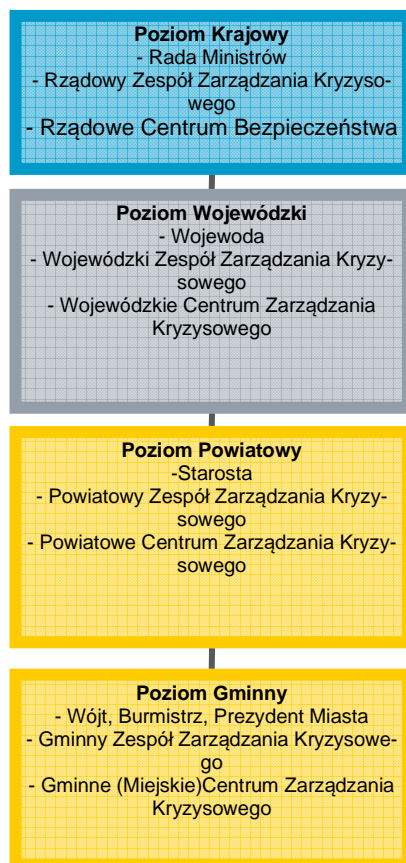 Poziom Krajowy
- Rada Ministrów
- Rządowy Zespół Zarządzania Kryzyso-
wego
- Rządowe Centrum Bezpieczeństwa
Poziom Wojewódzki
- Wojewoda
- Wojewódzki Zespół Zarządzania Kryzy-
sowego
- Wojewódzkie Centrum Zarządzania
Kryzysowego
Poziom Powiatowy
-Starosta
- Powiatowy Zespół Zarządzania Kryzy-
sowego
- Powiatowe Centrum Zarządzania Kryzy-
sowego
Poziom Gminny
- Wójt, Burmistrz, Prezydent Miasta
- Gminny Zespół Zarządzania Kryzysowe-
go
- Gminne (Miejskie)Centrum Zarządzania
Kryzysowego